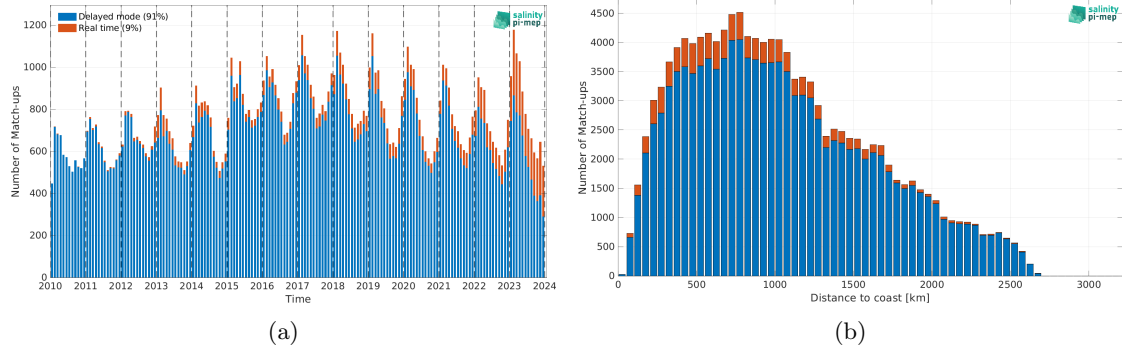 Delayed mode (91%)
Real time (9%)
salinity
pi-mep
Number of Match-ups
1200
1000
800
600
400
200
0
2010 2011 2012 2013 2014 2015 2016 2017 2018 2019 2020 2021 2022 2023 2024
Time
(a)
salinity
pi-mep
Number of Match-ups
4500
4000
3500
3000
2500
2000
1500
1000
500
0
0 500 1000 1500 2000 2500 3000
Distance to coast [km]
(b)